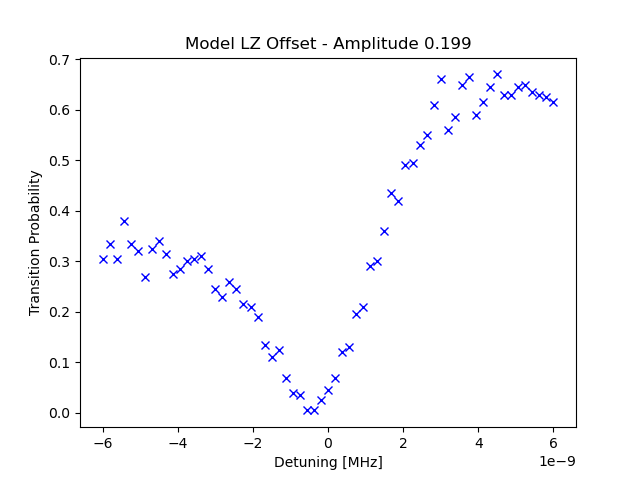 Model LZ Offset - Amplitude 0.199
Transition Probability
0.7
0.6
0.5
0.4
0.3
0.2
0.1
0.0
−6 −4 −2 0 2 4 6
1e−9
Detuning [MHz]